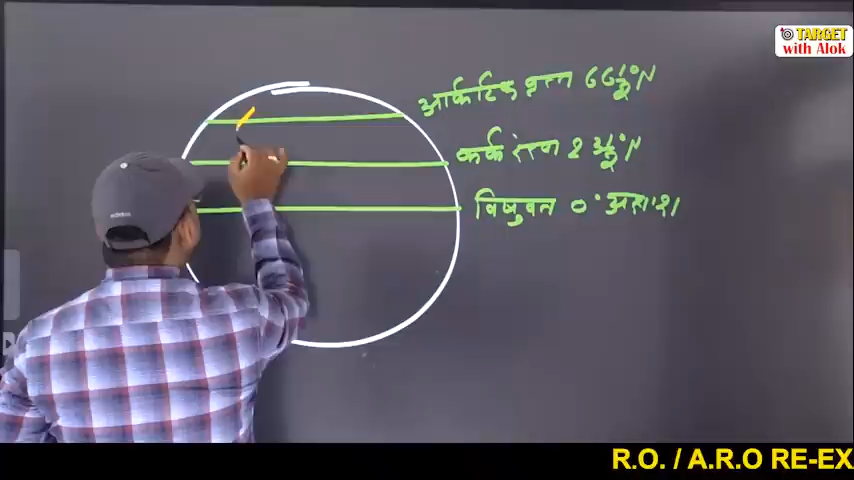 TARGET
with Alok
आर्कटिक वृत्त 66½°N
कर्क रेखा 23½°N
विषुवत 0° अक्षांश
R.O. / A.R.O RE-EX